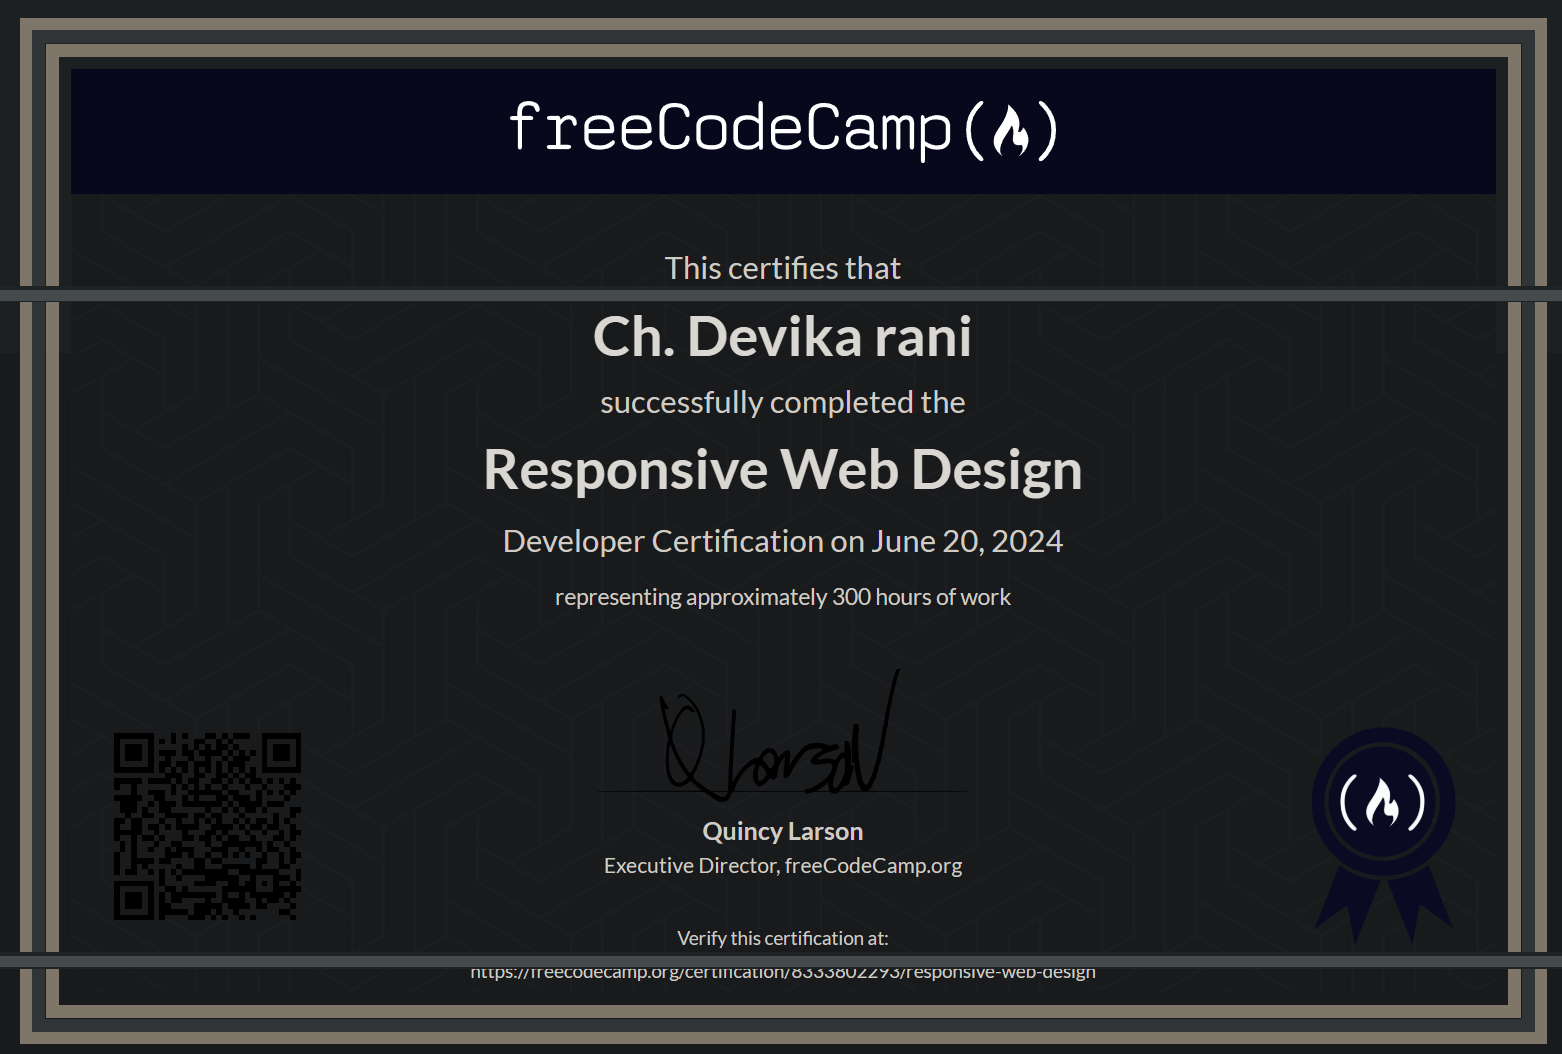 freeCodeCamp
This certifies that
Ch. Devika rani
successfully completed the
Responsive Web Design
Developer Certification on June 20, 2024
representing approximately 300 hours of work
Q Larson
Quincy Larson
Executive Director, freeCodeCamp.org
Verify this certification at:
https://freecodecamp.org/certification/8333802293/responsive-web-design